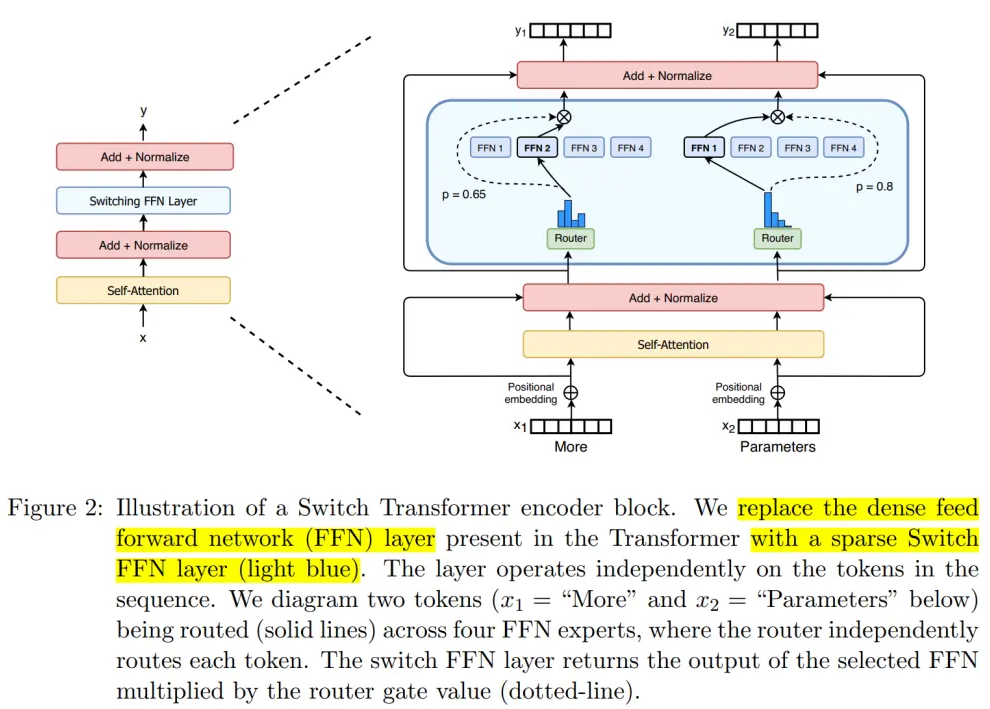 y
Add + Normalize
Switching FFN Layer
Add + Normalize
Self-Attention
x
y1
y2
Add + Normalize
FFN 1 FFN 2 FFN 3 FFN 4
FFN 1 FFN 2 FFN 3 FFN 4
p = 0.65
p = 0.8
Router
Router
Add + Normalize
Self-Attention
Positional
embedding
Positional
embedding
x1
x2
More
Parameters
Figure 2: Illustration of a Switch Transformer encoder block. We replace the dense feed
forward network (FFN) layer present in the Transformer with a sparse Switch
FFN layer (light blue). The layer operates independently on the tokens in the
sequence. We diagram two tokens (x1 = “More” and x2 = “Parameters” below)
being routed (solid lines) across four FFN experts, where the router independently
routes each token. The switch FFN layer returns the output of the selected FFN
multiplied by the router gate value (dotted-line).